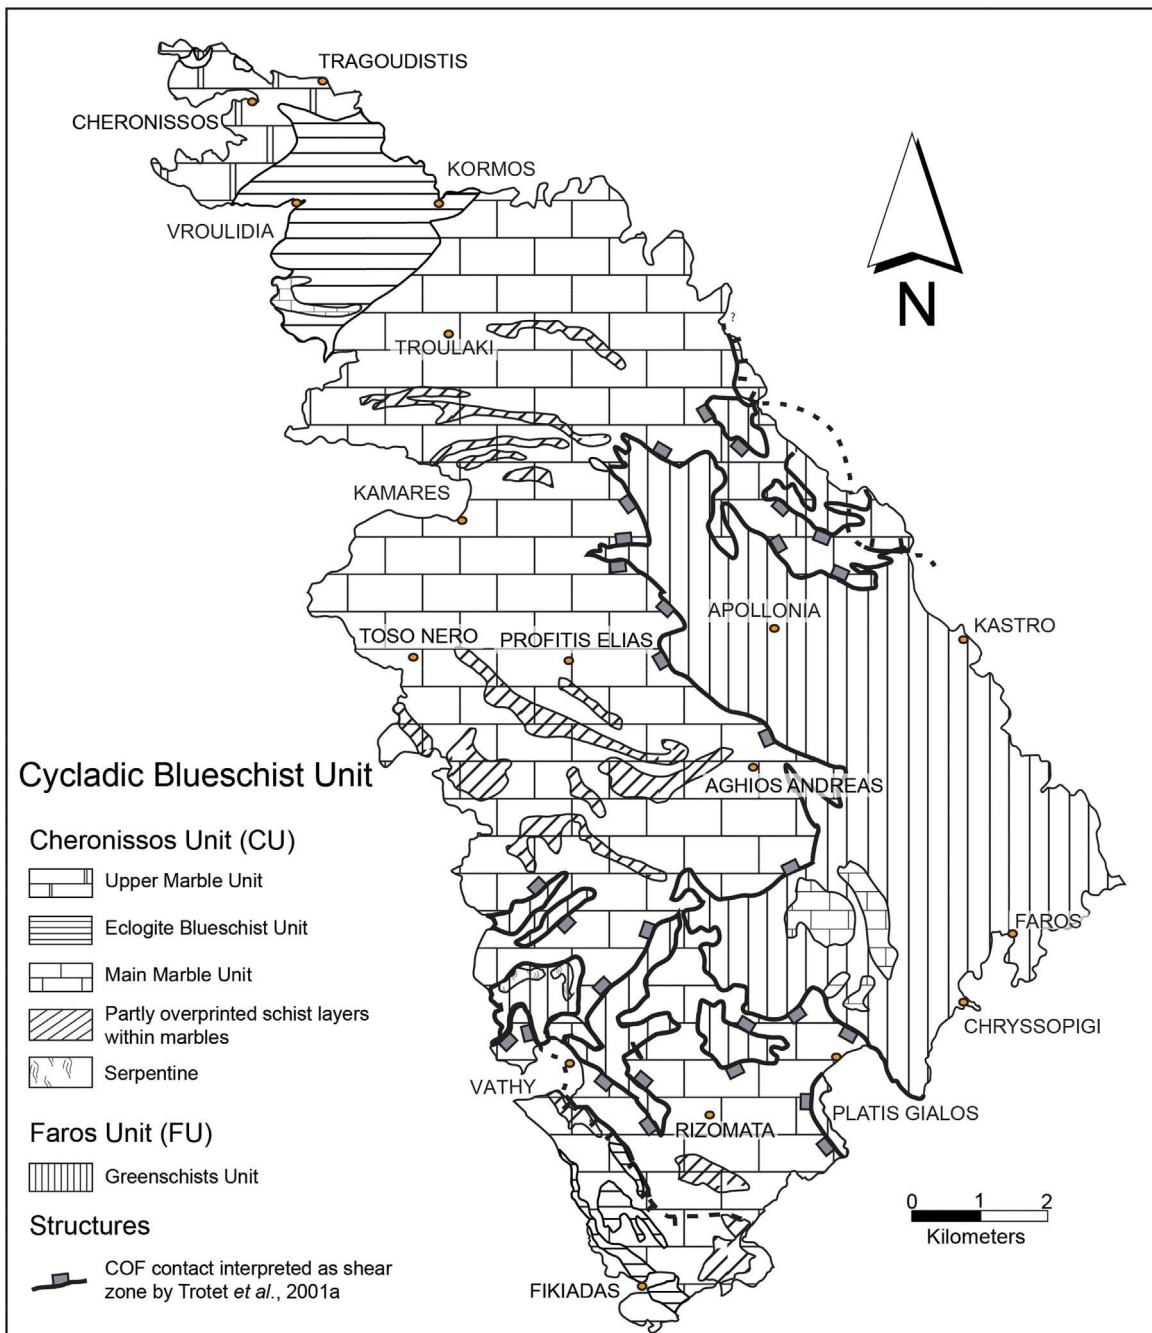 TRAGOUDISTIS
CHERONISSOS
KORMOS
VROULIDIA
N
?
TROULAKI
KAMARES
APOLLONIA
KASTRO
TOSO NERO
PROFITIS ELIAS
AGHIOS ANDREAS
FAROS
CHRYSSOPIGI
VATHY
PLATIS GIALOS
RIZOMATA
FIKIADAS
Cycladic Blueschist Unit
Cheronissos Unit (CU)
Upper Marble Unit
Eclogite Blueschist Unit
Main Marble Unit
Partly overprinted schist layers
within marbles
Serpentine
Faros Unit (FU)
Greenschists Unit
Structures
COF contact interpreted as shear
zone by Trotet et al., 2001a
0 1 2
Kilometers